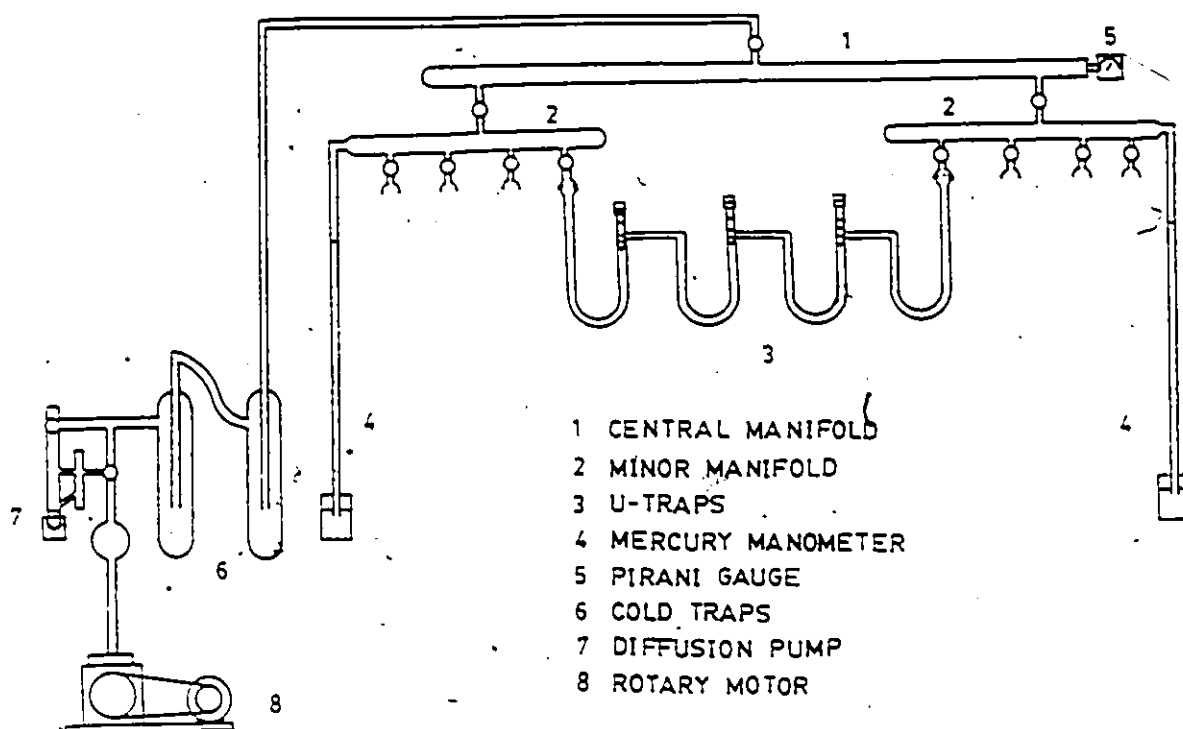 1
5
2
2
3
4
4
7
6
8
1 CENTRAL MANIFOLD
2 MINOR MANIFOLD
3 U-TRAPS
4 MERCURY MANOMETER
5 PIRANI GAUGE
6 COLD TRAPS
7 DIFFUSION PUMP
8 ROTARY MOTOR